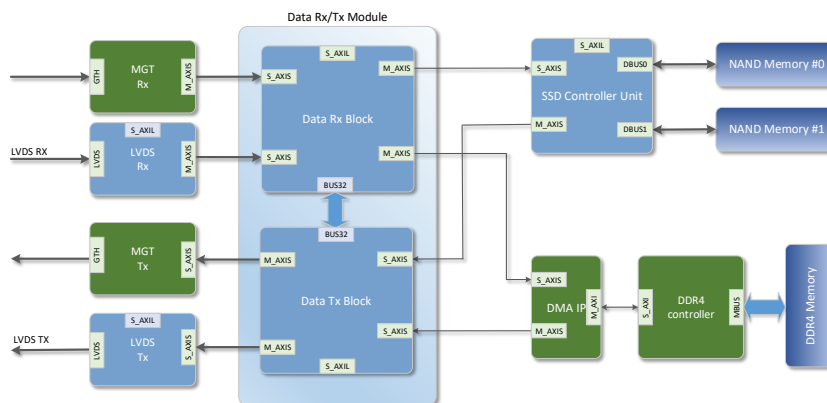 Data Rx/Tx Module
MGT
Rx
GTH
M_AXIS
S_AXIS
S_AXIL
M_AXIS
Data Rx Block
S_AXIS
M_AXIS
BUS32
LVDS RX
S_AXIL
LVDS
LVDS
Rx
M_AXIS
S_AXIL
S_AXIS
DBUS0
SSD Controller Unit
M_AXIS
DBUS1
NAND Memory #0
NAND Memory #1
MGT
Tx
GTH
S_AXIS
BUS32
M_AXIS
S_AXIS
Data Tx Block
S_AXIS
M_AXIS
S_AXIL
LVDS TX
S_AXIL
LVDS
LVDS
Tx
S_AXIS
S_AXIS
DMA IP
M_AXI
M_AXIS
S_AXI
DDR4
controller
MBUS
DDR4 Memory